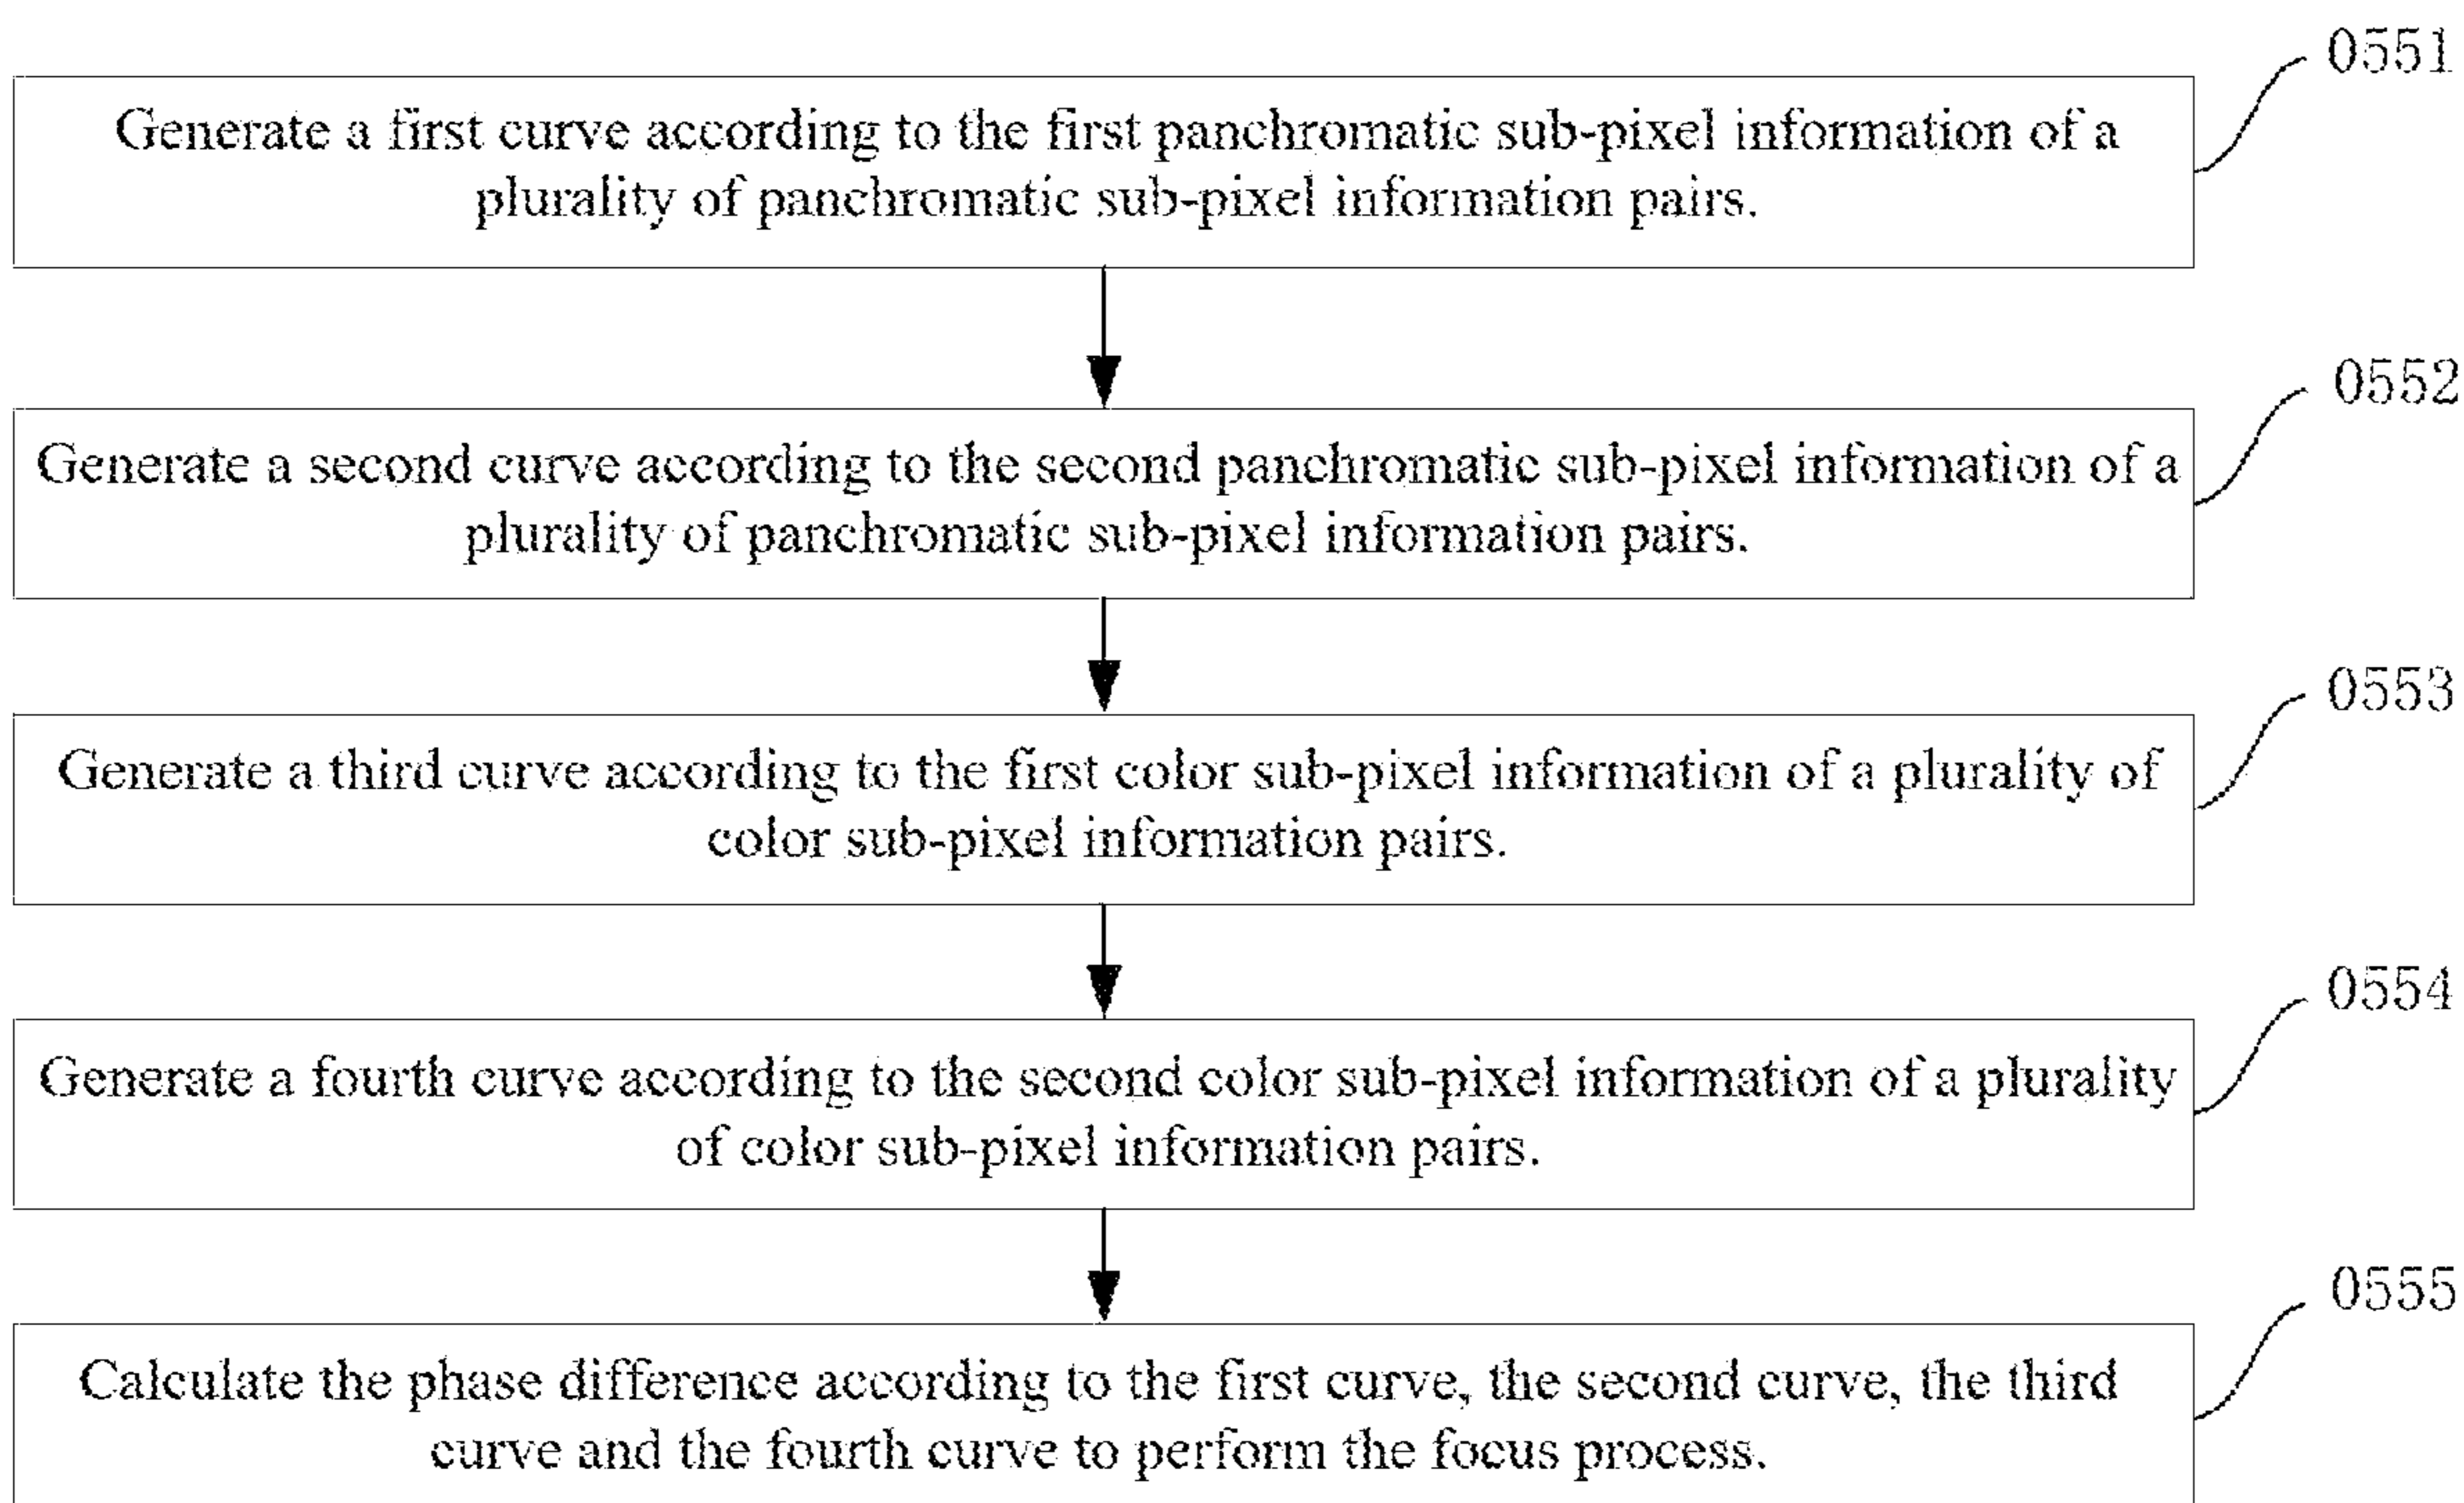 0551
Generate a first curve according to the first panchromatic sub-pixel information of a
plurality of panchromatic sub-pixel information pairs.
0552
Generate a second curve according to the second panchromatic sub-pixel information of a
plurality of panchromatic sub-pixel information pairs.
0553
Generate a third curve according to the first color sub-pixel information of a plurality of
color sub-pixel information pairs.
0554
Generate a fourth curve according to the second color sub-pixel information of a plurality
of color sub-pixel information pairs.
0555
Calculate the phase difference according to the first curve, the second curve, the third
curve and the fourth curve to perform the focus process.